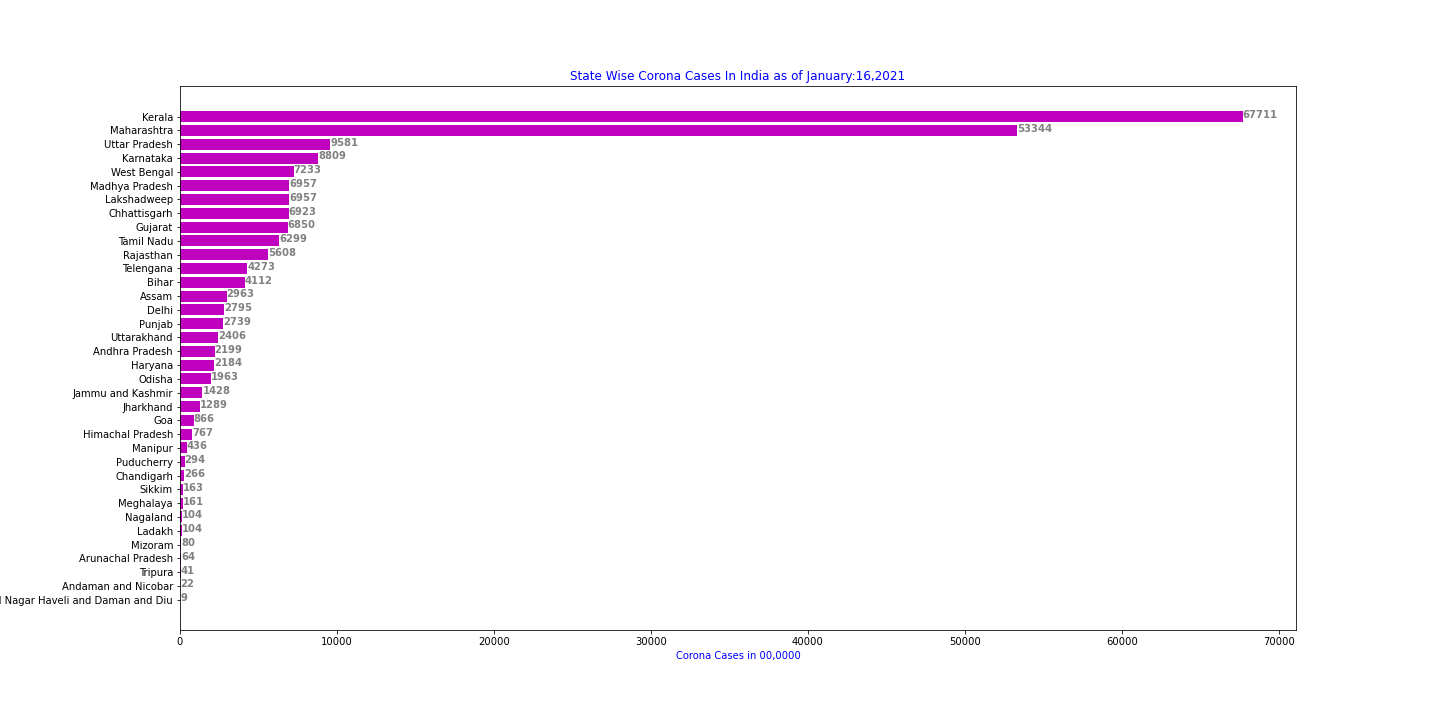 State Wise Corona Cases In India as of January:16,2021
Kerala 67711
Maharashtra 53344
Uttar Pradesh 9581
Karnataka 8809
West Bengal 7233
Madhya Pradesh 6957
Lakshadweep 6957
Chhattisgarh 6923
Gujarat 6850
Tamil Nadu 6299
Rajasthan 5608
Telengana 4273
Bihar 4112
Assam 2963
Delhi 2795
Punjab 2739
Uttarakhand 2406
Andhra Pradesh 2199
Haryana 2184
Odisha 1963
Jammu and Kashmir 1428
Jharkhand 1289
Goa 866
Himachal Pradesh 767
Manipur 436
Puducherry 294
Chandigarh 266
Sikkim 163
Meghalaya 161
Nagaland 104
Ladakh 104
Mizoram 80
Arunachal Pradesh 64
Tripura 41
Andaman and Nicobar 22
Nagar Haveli and Daman and Diu 9
0 10000 20000 30000 40000 50000 60000 70000
Corona Cases in 00,0000